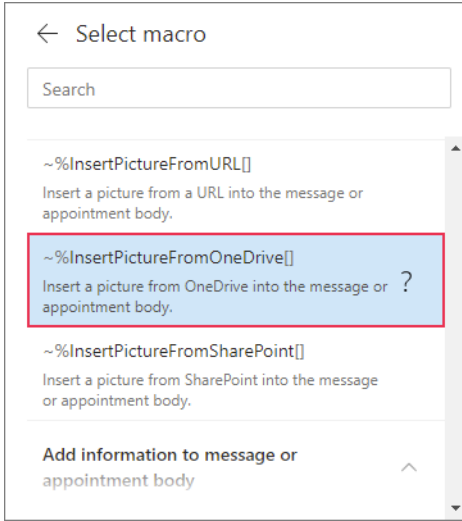 Select macro
Search
~%InsertPictureFromURL[]
Insert a picture from a URL into the message or
appointment body.
~%InsertPictureFromOneDrive[]
Insert a picture from OneDrive into the message or
appointment body.
?
~%InsertPictureFromSharePoint[]
Insert a picture from SharePoint into the message
or appointment body.
Add information to message or
appointment body